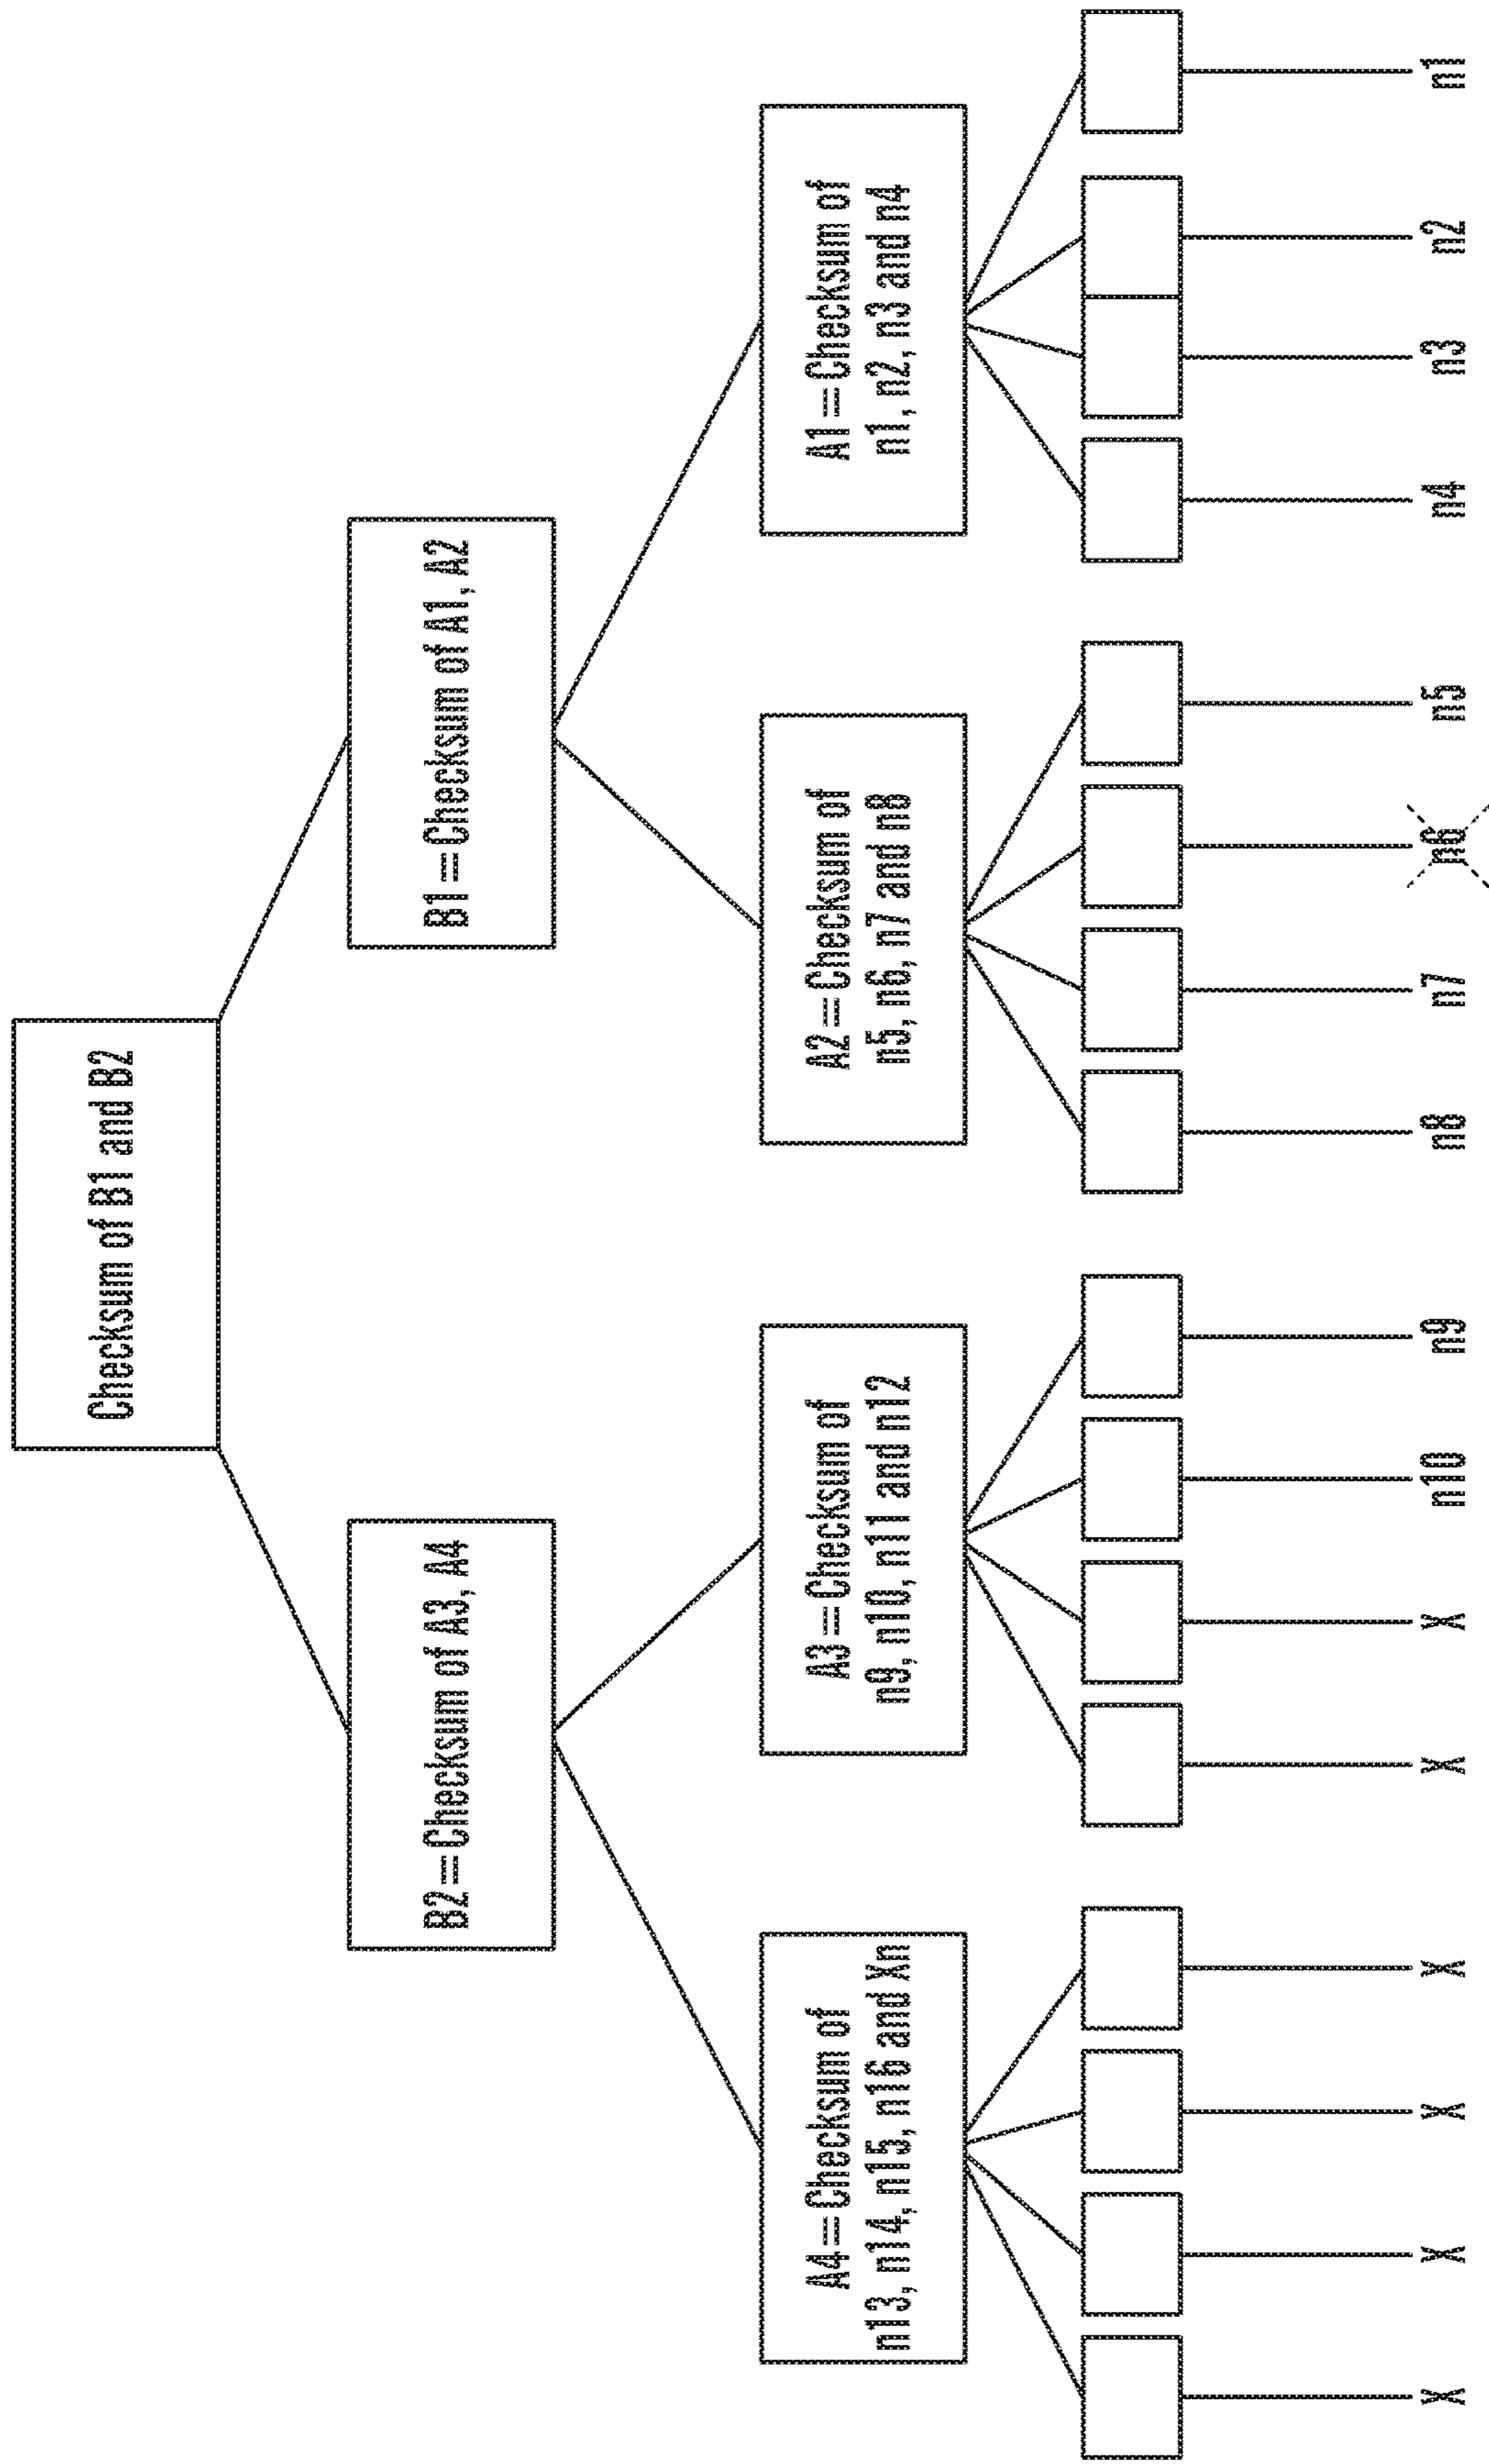 Checksum of B1 and B2
B2=Checksum of A3, A4
B1=Checksum of A1, A2
A4=Checksum of
n13, n14, n15, n16 and Xn
A3=Checksum of
n9, n10, n11 and n12
A2=Checksum of
n5, n6, n7 and n8
A1=Checksum of
n1, n2, n3 and n4
X
X
X
X
X
X
n10
n9
n8
n7
n6
n5
n4
n3
n2
n1